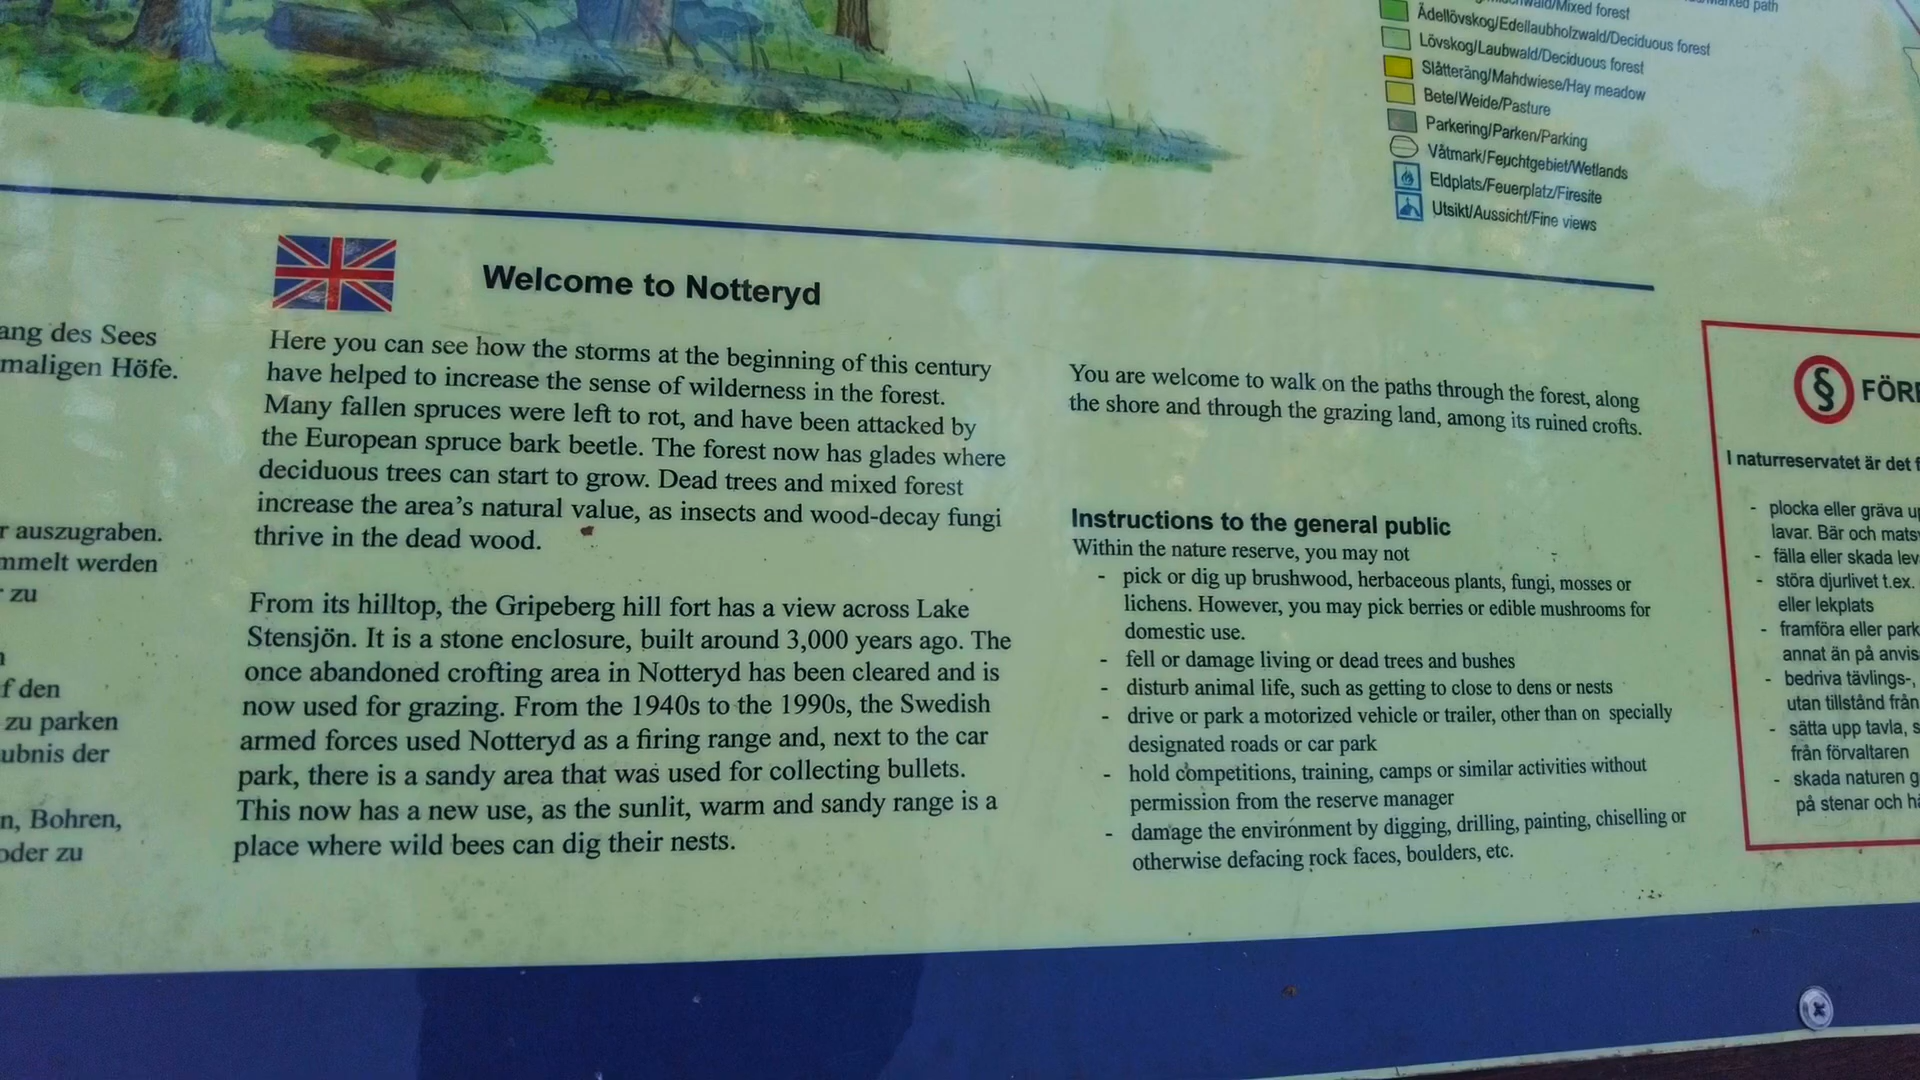 Mixed forest
Ädellövskog/Edellaubholzwald/Deciduous forest
Lövskog/Laubwald/Deciduous forest
Slåtteräng/Mahdwiese/Hay meadow
Bete/Weide/Pasture
Parkering/Parken/Parking
Våtmark/Feuchtgebiet/Wetlands
Eldplats/Feuerplatz/Firesite
Utsikt/Aussicht/Fine views
path
ang des Sees
maligen Höfe.
r auszugraben.
mmelt werden
zu
f den
zu parken
ubnis der
n, Bohren,
oder zu
Welcome to Notteryd
Here you can see how the storms at the beginning of this century
have helped to increase the sense of wilderness in the forest.
Many fallen spruces were left to rot, and have been attacked by
the European spruce bark beetle. The forest now has glades where
deciduous trees can start to grow. Dead trees and mixed forest
increase the area's natural value, as insects and wood-decay fungi
thrive in the dead wood.
From its hilltop, the Gripeberg hill fort has a view across Lake
Stensjön. It is a stone enclosure, built around 3,000 years ago. The
once abandoned crofting area in Notteryd has been cleared and is
now used for grazing. From the 1940s to the 1990s, the Swedish
armed forces used Notteryd as a firing range and, next to the car
park, there is a sandy area that was used for collecting bullets.
This now has a new use, as the sunlit, warm and sandy range is a
place where wild bees can dig their nests.
You are welcome to walk on the paths through the forest, along
the shore and through the grazing land, among its ruined crofts.
Instructions to the general public
Within the nature reserve, you may not
- pick or dig up brushwood, herbaceous plants, fungi, mosses or
lichens. However, you may pick berries or edible mushrooms for
domestic use.
- fell or damage living or dead trees and bushes
- disturb animal life, such as getting to close to dens or nests
- drive or park a motorized vehicle or trailer, other than on specially
designated roads or car park
- hold competitions, training, camps or similar activities without
permission from the reserve manager
- damage the environment by digging, drilling, painting, chiselling or
otherwise defacing rock faces, boulders, etc.
§ FÖR
I naturreservatet är det f
- plocka eller gräva up
lavar. Bär och mats
- fälla eller skada lev
- störa djurlivet t.ex.
eller lekplats
- framföra eller park
annat än på anvis
- bedriva tävlings-,
utan tillstånd från
- sätta upp tavla, s
från förvaltaren
- skada naturen g
på stenar och hä